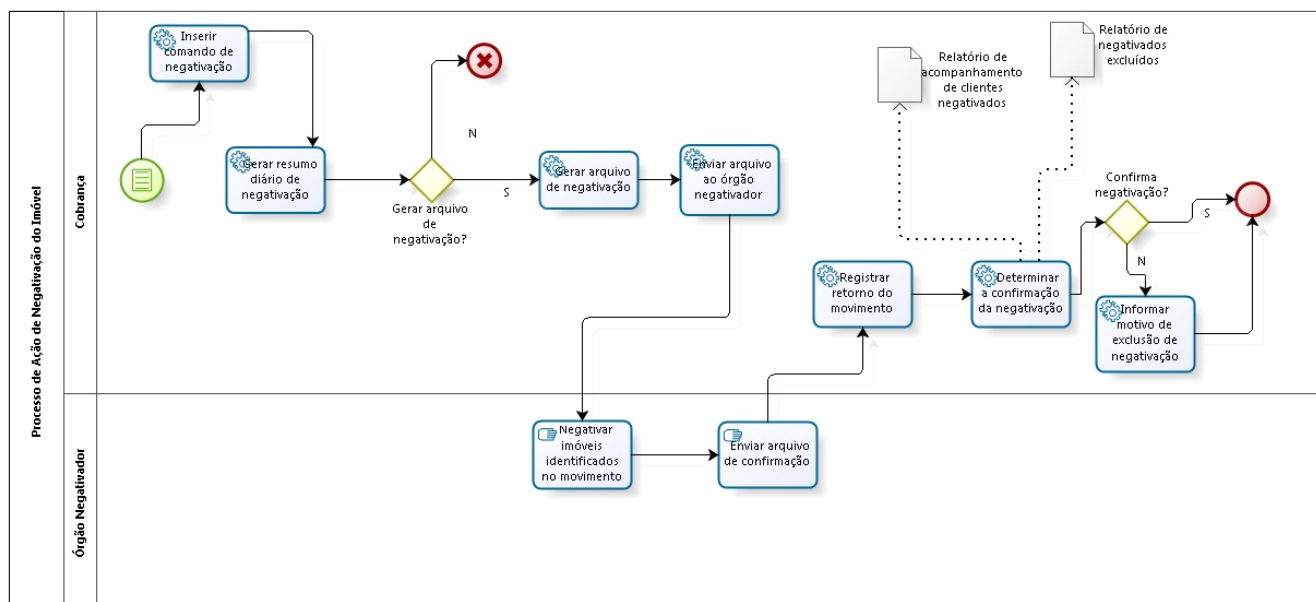 Processo de Ação de Negativação do Imóvel
Cobrança
Inserir
comando de
negativação
Gerar resumo
diário de
negativação
Gerar arquivo
de
negativação?
N
S
Gerar arquivo
de negativação
Enviar arquivo
ao órgão
negativador
Registrar
retorno do
movimento
Relatório de
acompanhamento
de clientes
negativados
Relatório de
negativados
excluídos
Determinar
a confirmação
da negativação
Confirma
negativação?
S
N
Informar
motivo de
exclusão de
negativação
Órgão Negativador
Negativar
imóveis
identificados
no movimento
Enviar arquivo
de confirmação